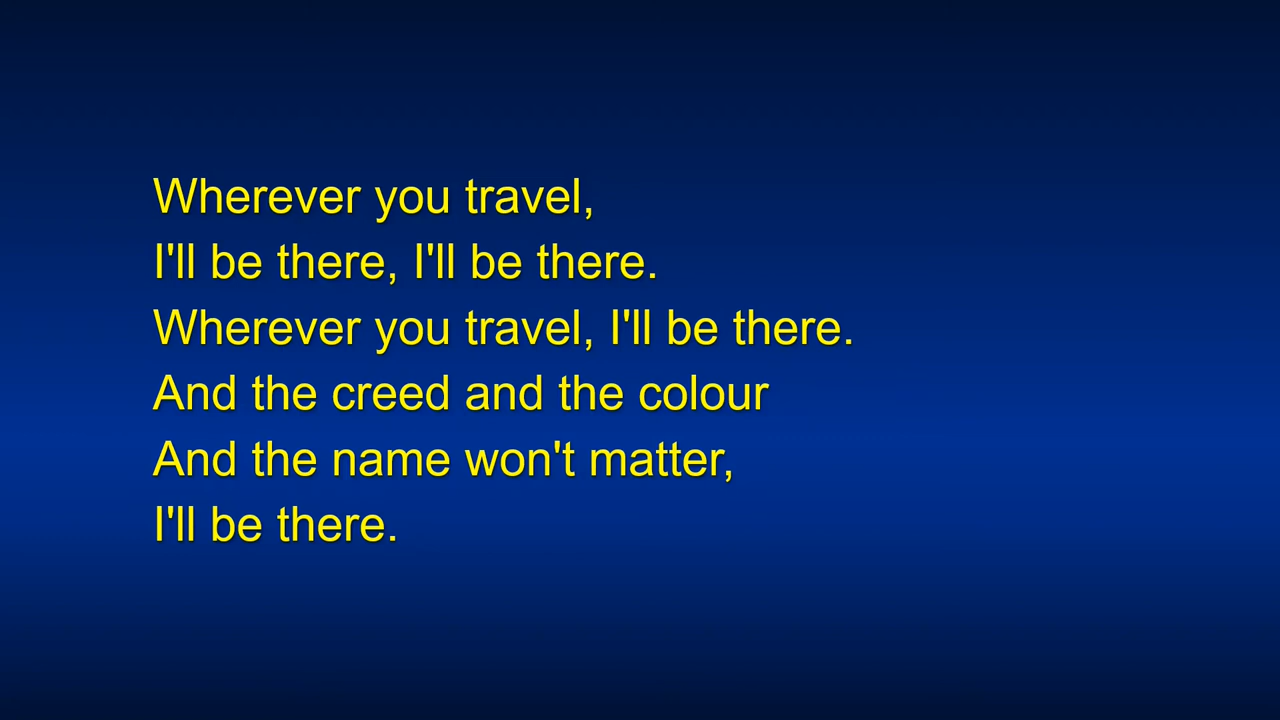 Wherever you travel,
I'll be there, I'll be there.
Wherever you travel, I'll be there.
And the creed and the colour
And the name won't matter,
I'll be there.